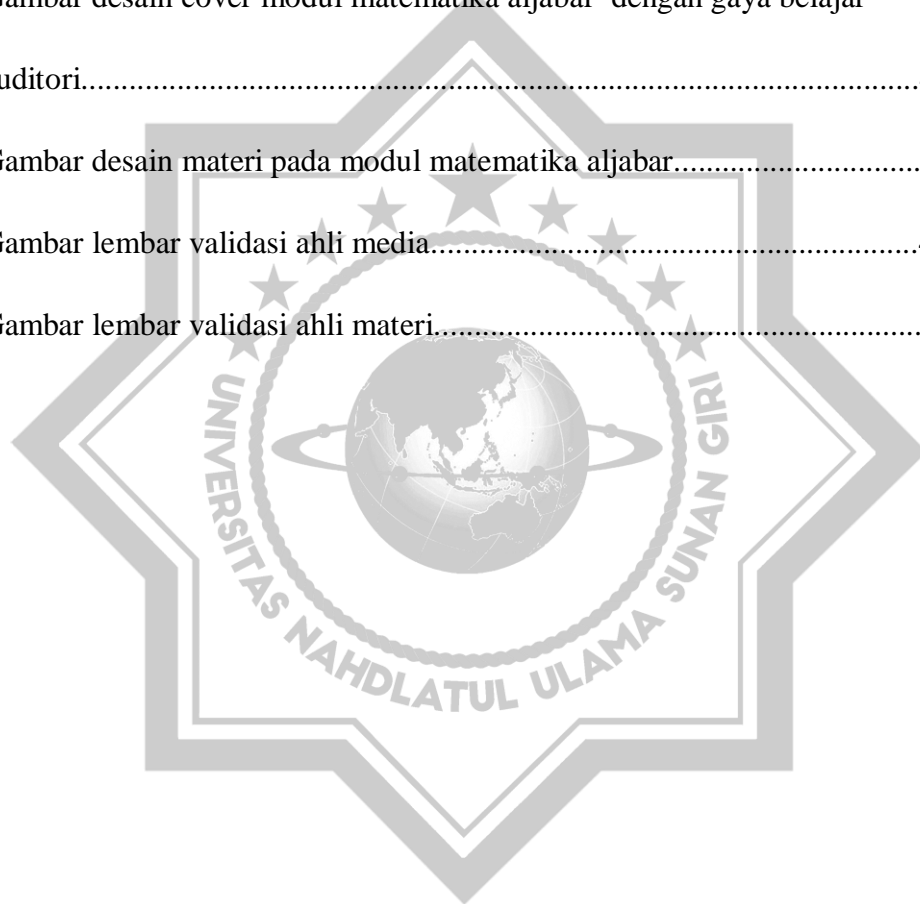 Gambar desain cover modul matematika aljabar dengan gaya belajar
uditori..........................................................................................
Gambar desain materi pada modul matematika aljabar..............................
Gambar lembar validasi ahli media............................................................
Gambar lembar validasi ahli materi...........................................................
UNIVERSITAS NAHDLATUL ULAMA SUNAN GIRI